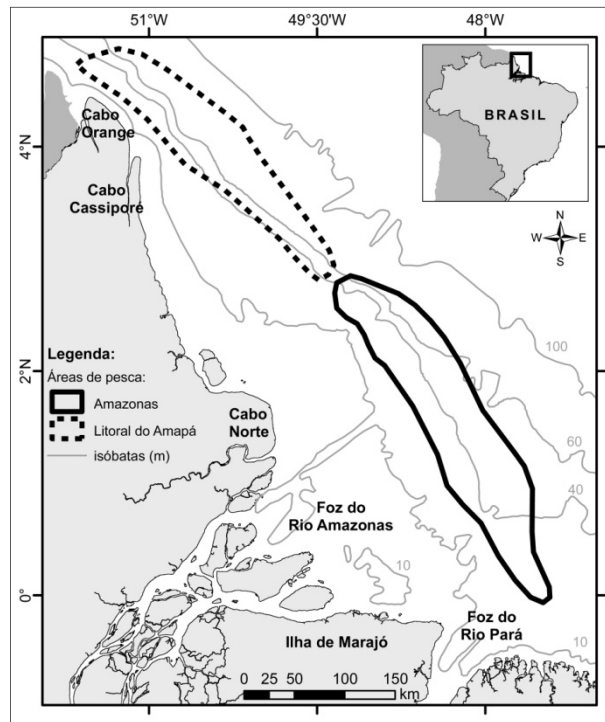 51°W
49°30'W
48°W
4°N
2°N
0°
BRASIL
N
W
E
S
Cabo
Orange
Cabo
Cassiporé
Legenda:
Áreas de pesca:
Amazonas
Litoral do Amapá
isóbatas (m)
Cabo
Norte
100
60
40
10
10
Foz do
Rio Amazonas
Foz do
Rio Pará
Ilha de Marajó
0 25 50 100 150
km